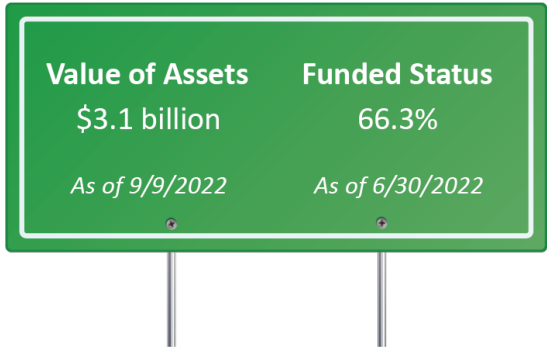 Value of Assets
$3.1 billion
As of 9/9/2022
Funded Status
66.3%
As of 6/30/2022